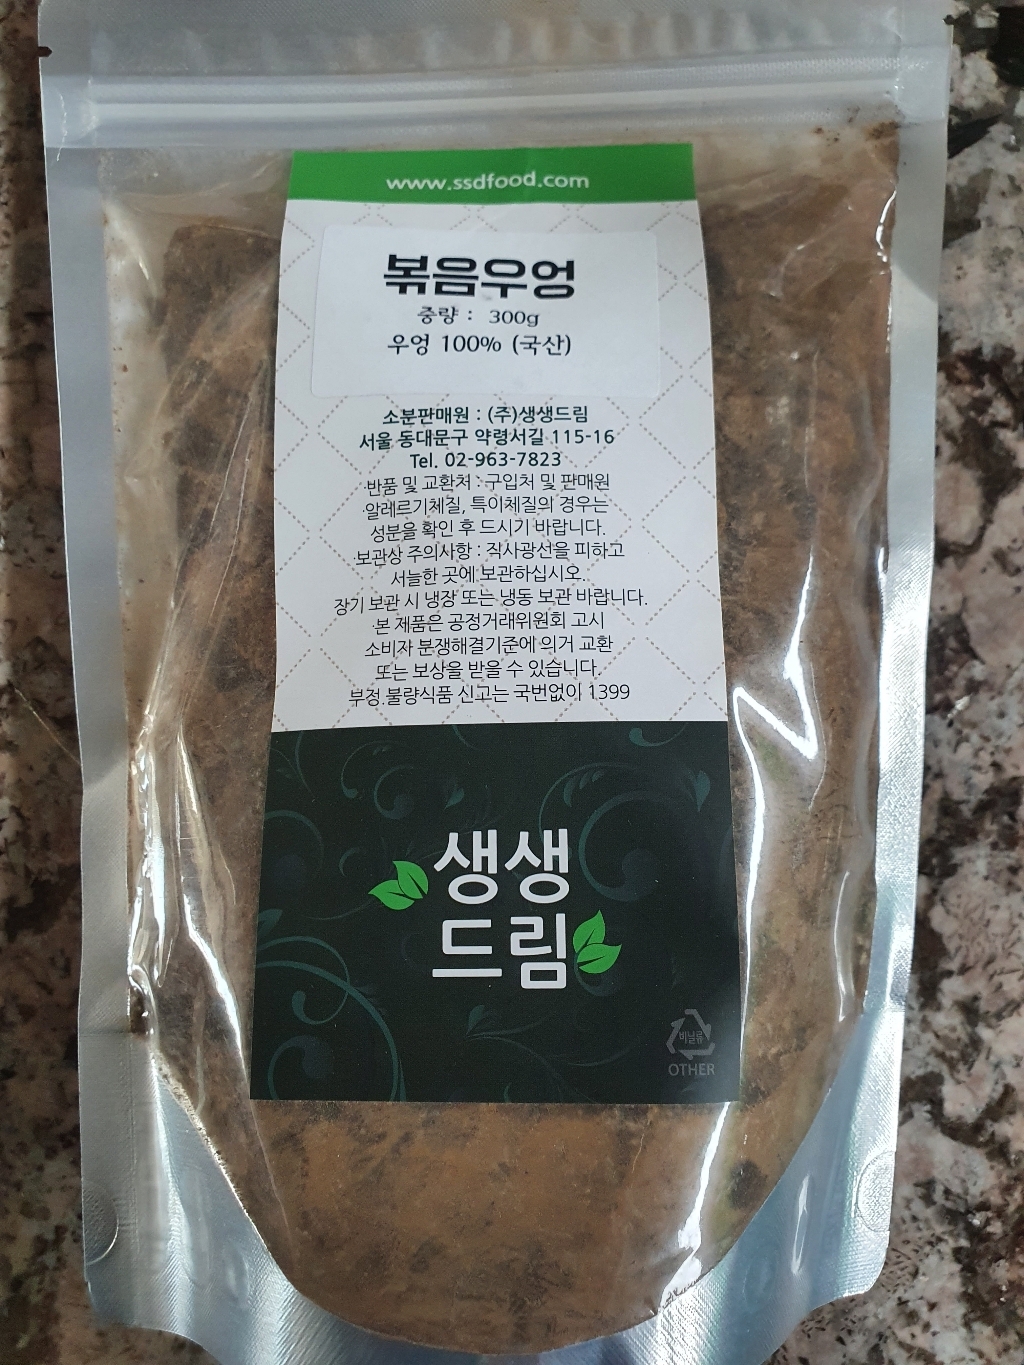 www.ssdfood.com
볶음우엉
중량 : 300g
우엉 100% (국산)
소분판매원 : (주)생생드림
서울 동대문구 약령서길 115-16
Tel. 02-963-7823
반품 및 교환처 : 구입처 및 판매원
알레르기체질, 특이체질의 경우는
성분을 확인 후 드시기 바랍니다.
보관상 주의사항 : 직사광선을 피하고
서늘한 곳에 보관하십시오.
장기 보관 시 냉장 또는 냉동 보관 바랍니다.
본 제품은 공정거래위원회 고시
소비자 분쟁해결기준에 의거 교환
또는 보상을 받을 수 있습니다.
부정.불량식품 신고는 국번없이 1399
생생
드림
비닐류
OTHER